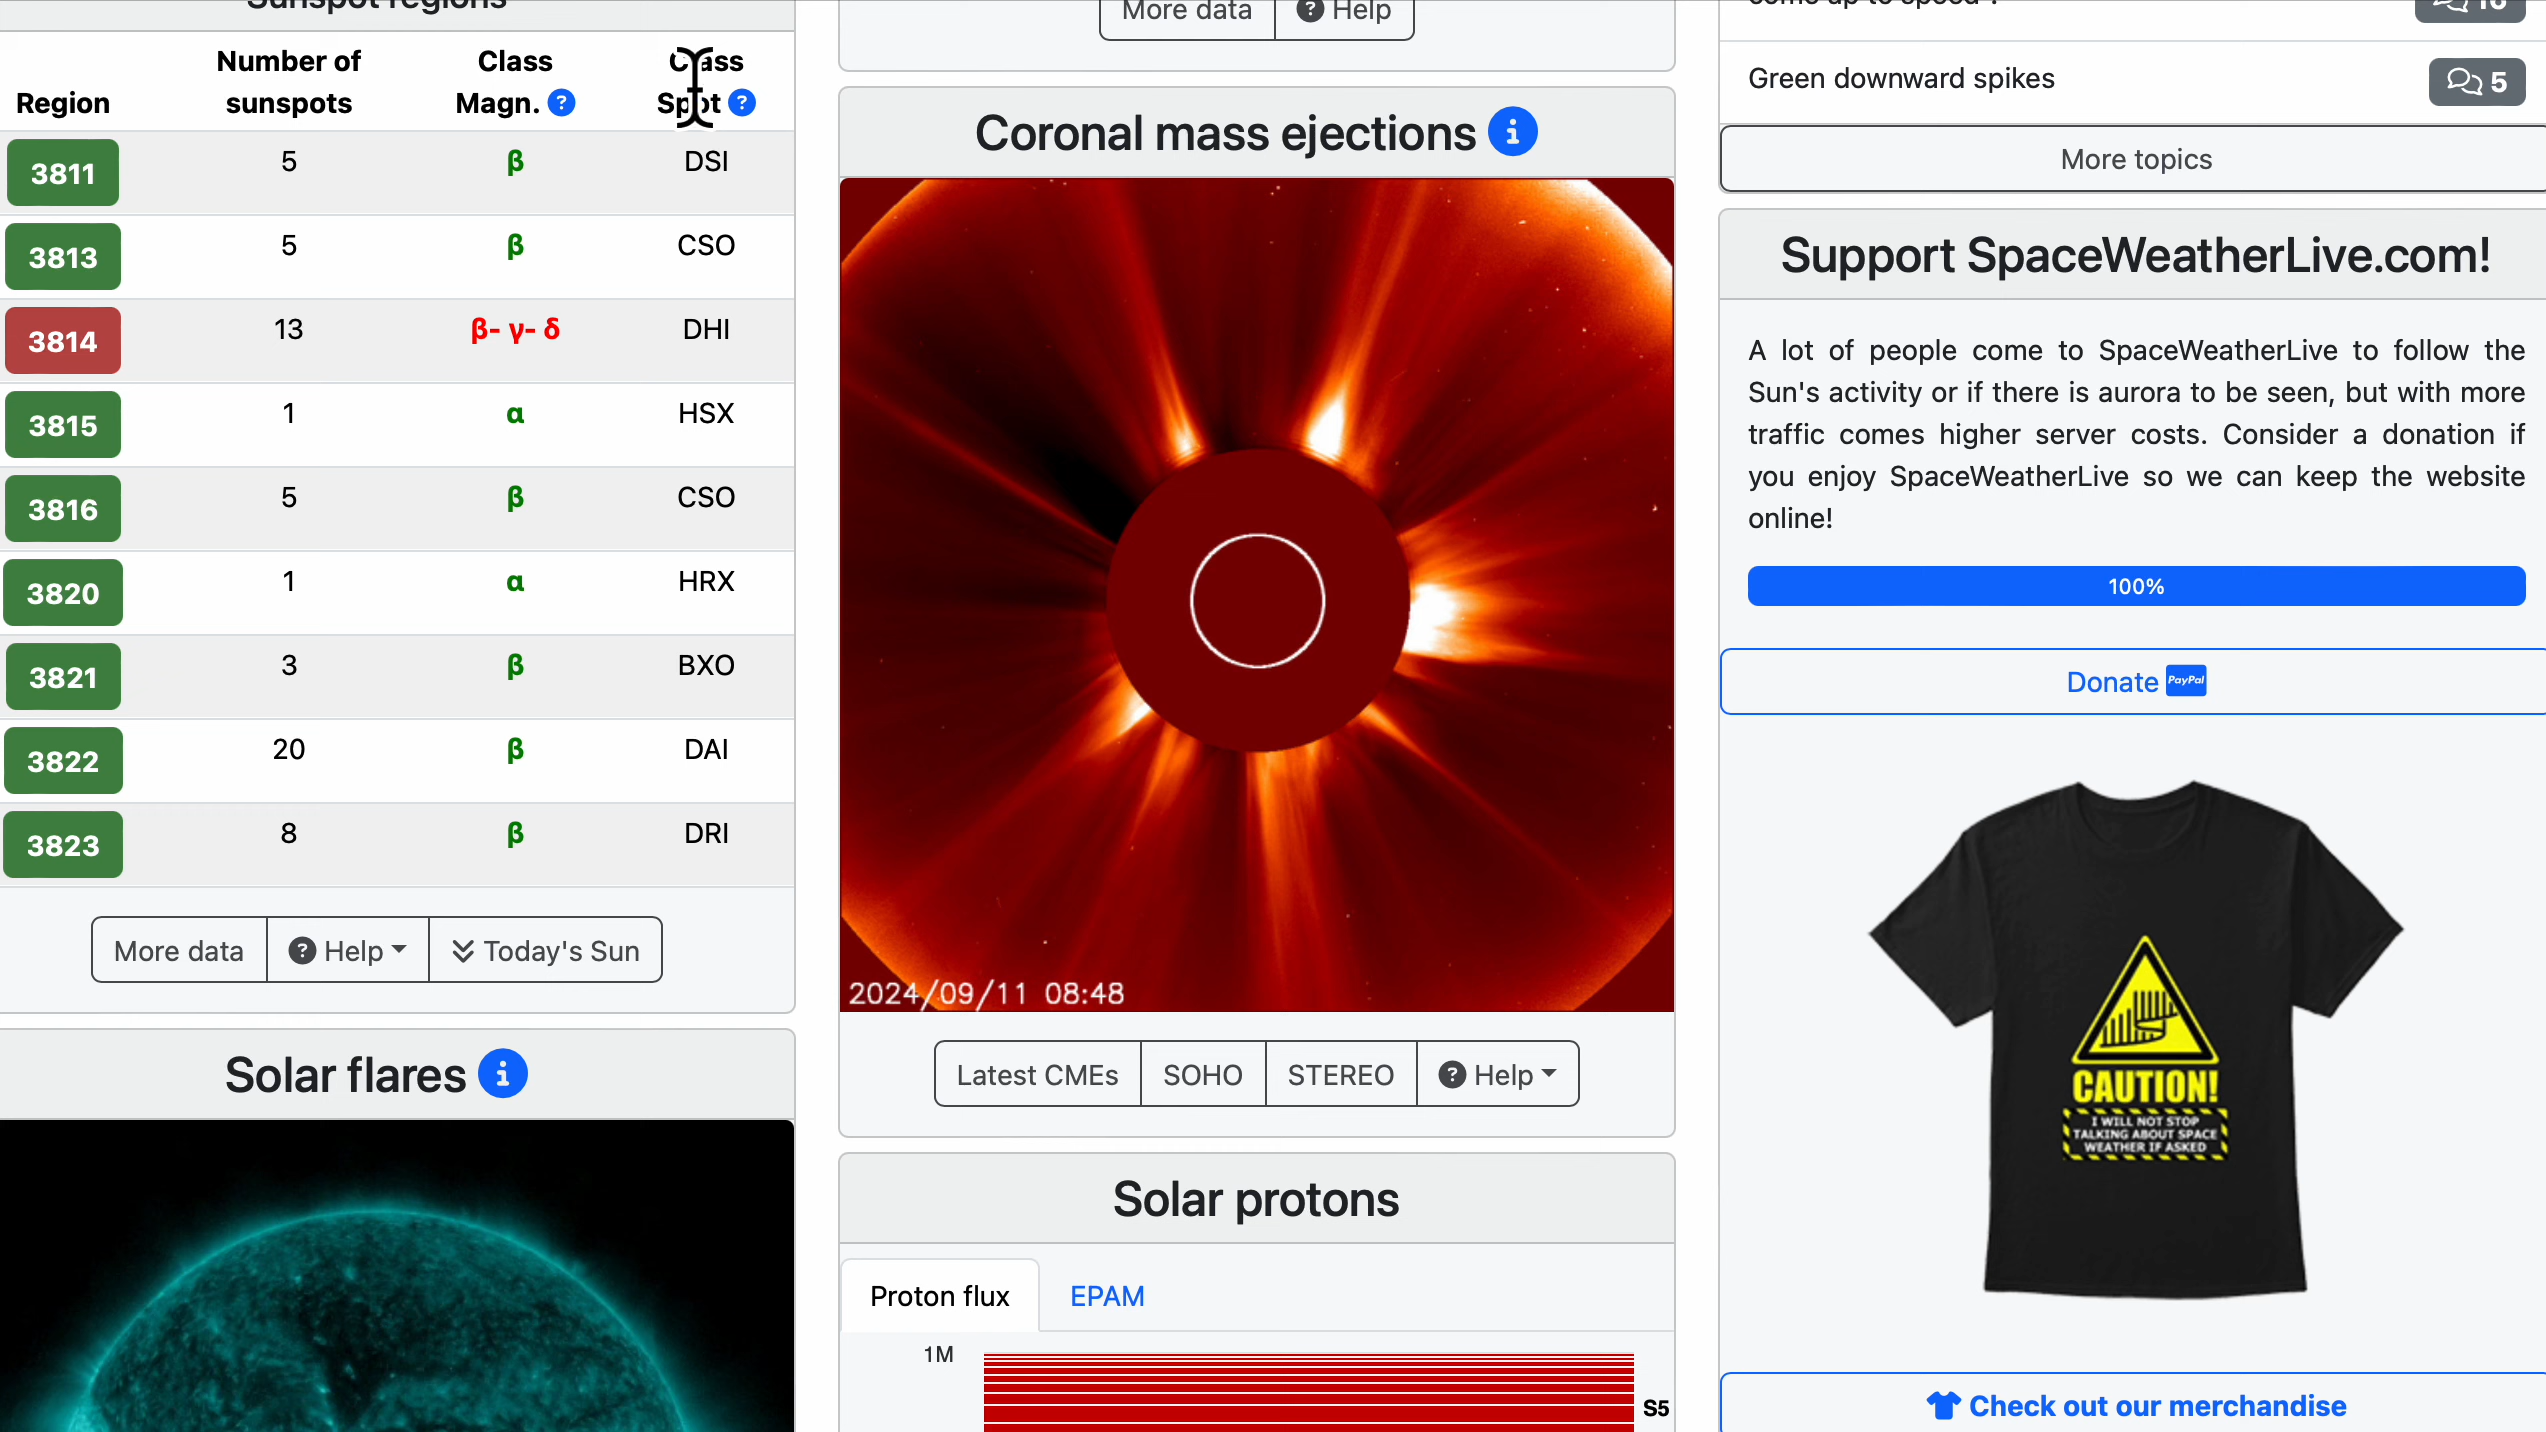 Sunspot regions
Region
Number of sunspots
Class Magn. ?
Class Spot ?
3811 5 β DSI
3813 5 β CSO
3814 13 β- γ- δ DHI
3815 1 α HSX
3816 5 β CSO
3820 1 α HRX
3821 3 β BXO
3822 20 β DAI
3823 8 β DRI
More data
? Help
Today's Sun
Solar flares i
More data
? Help
Coronal mass ejections i
2024/09/11 08:48
Latest CMEs
SOHO
STEREO
? Help
Solar protons
Proton flux
EPAM
1M
S5
Green downward spikes
5
More topics
Support SpaceWeatherLive.com!
A lot of people come to SpaceWeatherLive to follow the
Sun's activity or if there is aurora to be seen, but with more
traffic comes higher server costs. Consider a donation if
you enjoy SpaceWeatherLive so we can keep the website
online!
100%
Donate PayPal
CAUTION!
I WILL NOT STOP
TALKING ABOUT SPACE
WEATHER IF ASKED
Check out our merchandise